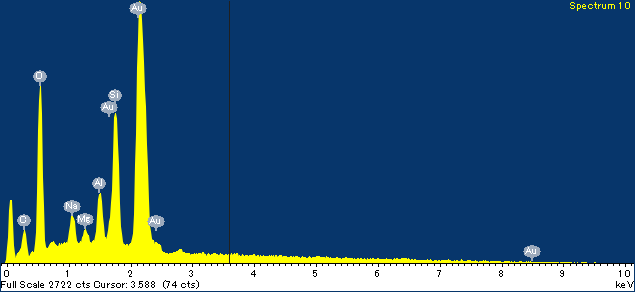 Spectrum 10
Au
O
Si
Au
Al
Na
C
Mg
Au
Au
0 1 2 3 4 5 6 7 8 9 10
Full Scale 2722 cts Cursor: 3.588 (74 cts)
keV